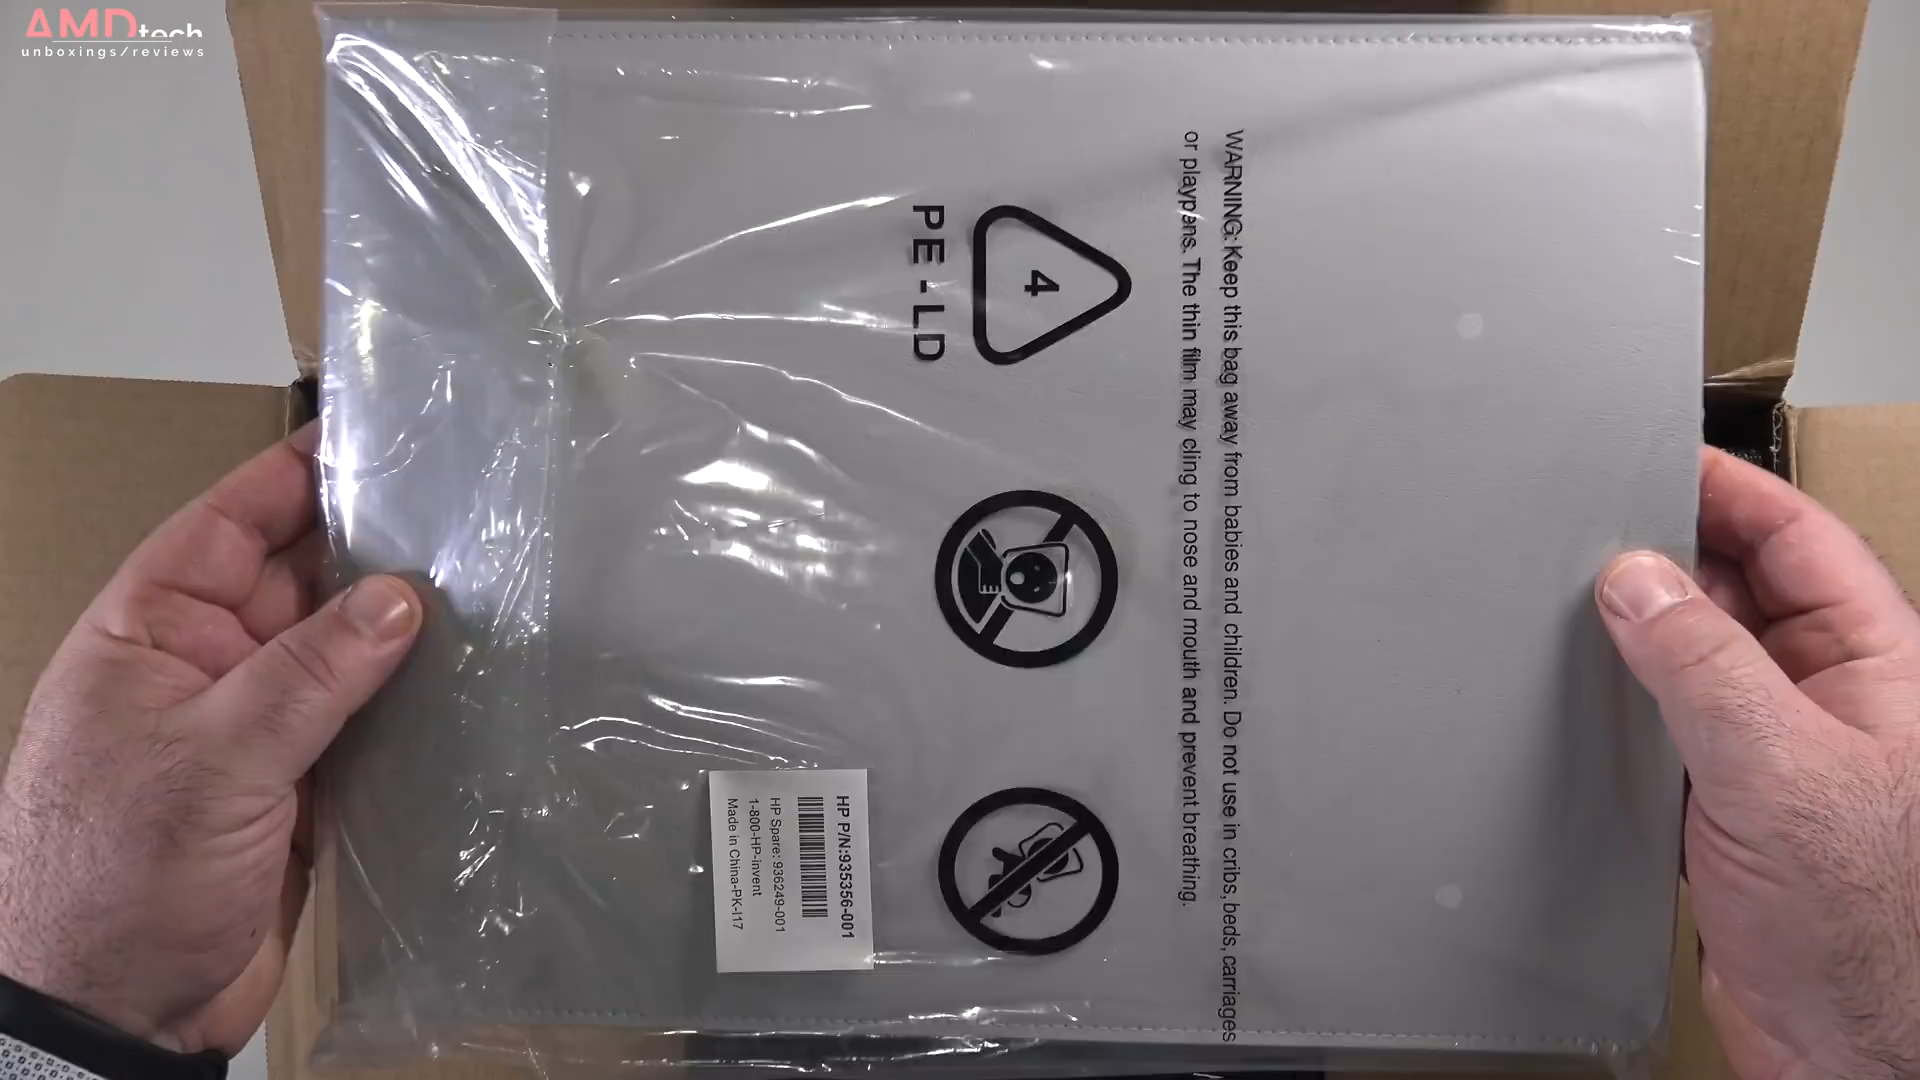 AMDtech
unboxings/reviews
WARNING: Keep this bag away from babies and children. Do not use in cribs, beds, carriages
or playpens. The thin film may cling to nose and mouth and prevent breathing.
4
PE-LD
HP P/N:935356-001
HP Spare: 936249-001
1-800-HP-invent
Made in China-PK-I17